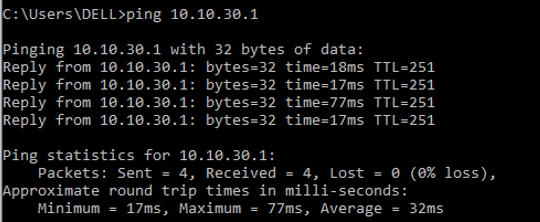 C:\Users\DELL>ping 10.10.30.1
Pinging 10.10.30.1 with 32 bytes of data:
Reply from 10.10.30.1: bytes=32 time=18ms TTL=251
Reply from 10.10.30.1: bytes=32 time=17ms TTL=251
Reply from 10.10.30.1: bytes=32 time=77ms TTL=251
Reply from 10.10.30.1: bytes=32 time=17ms TTL=251
Ping statistics for 10.10.30.1:
    Packets: Sent = 4, Received = 4, Lost = 0 (0% loss),
Approximate round trip times in milli-seconds:
    Minimum = 17ms, Maximum = 77ms, Average = 32ms